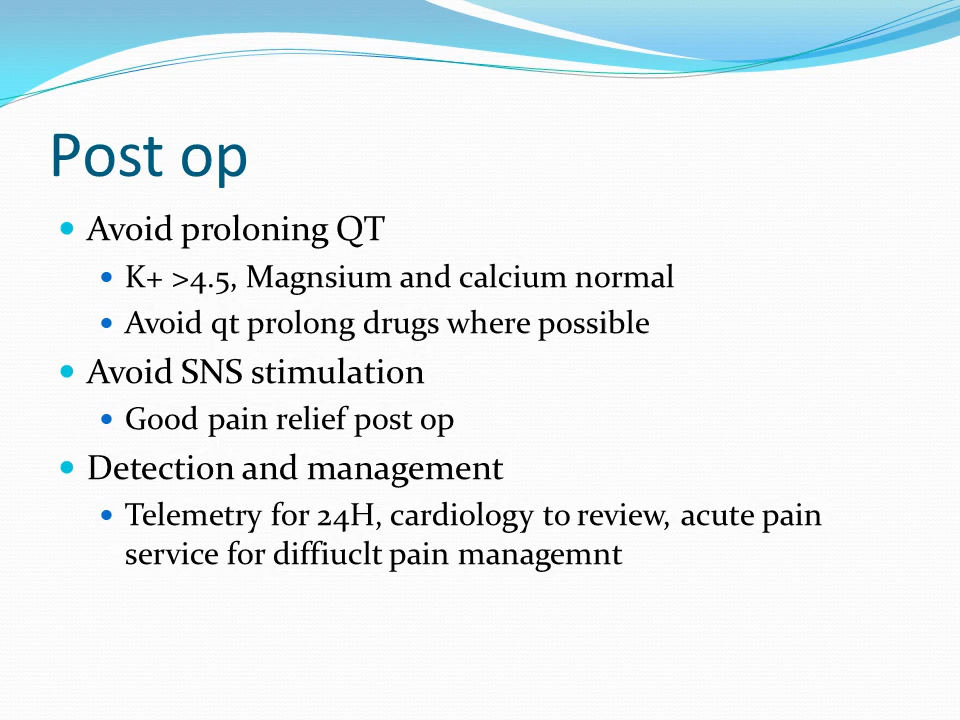 Post op
Avoid proloning QT
K+ >4.5, Magnsium and calcium normal
Avoid qt prolong drugs where possible
Avoid SNS stimulation
Good pain relief post op
Detection and management
Telemetry for 24H, cardiology to review, acute pain
service for diffiuclt pain managemnt